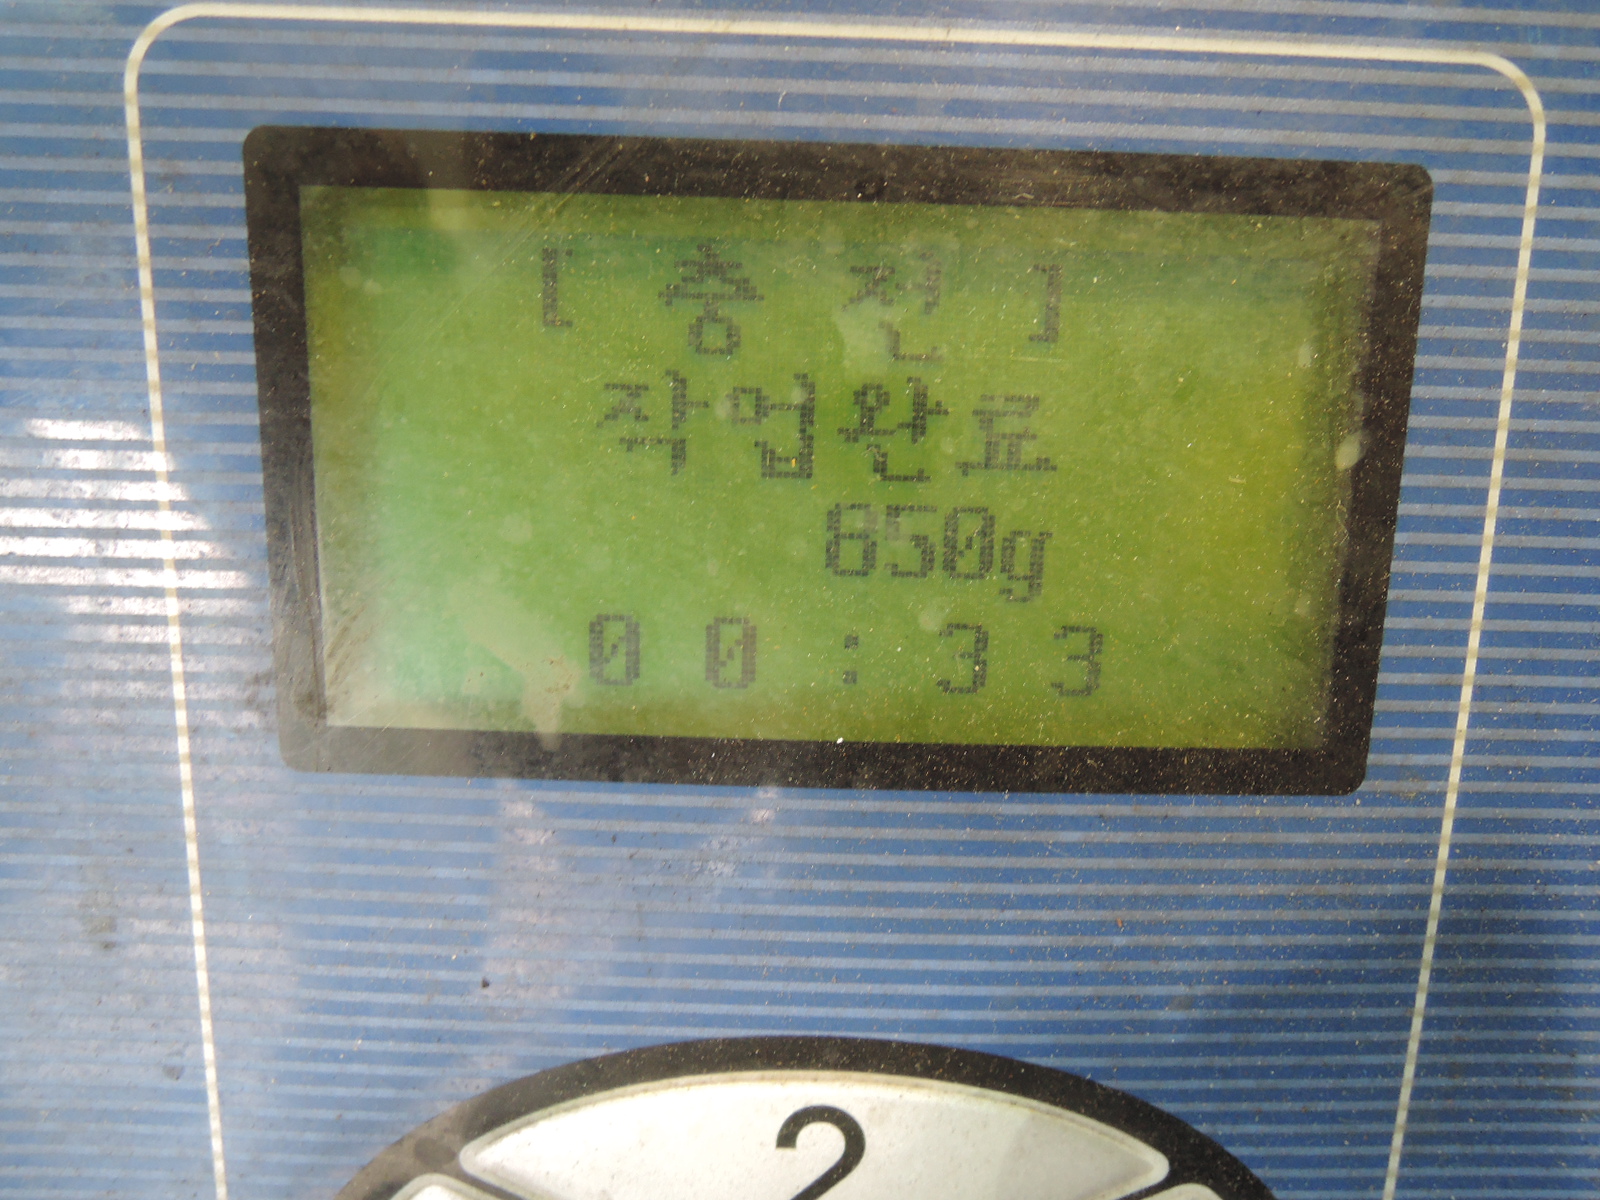 [ 충 전 ]
작업완료
850g
00:33
2